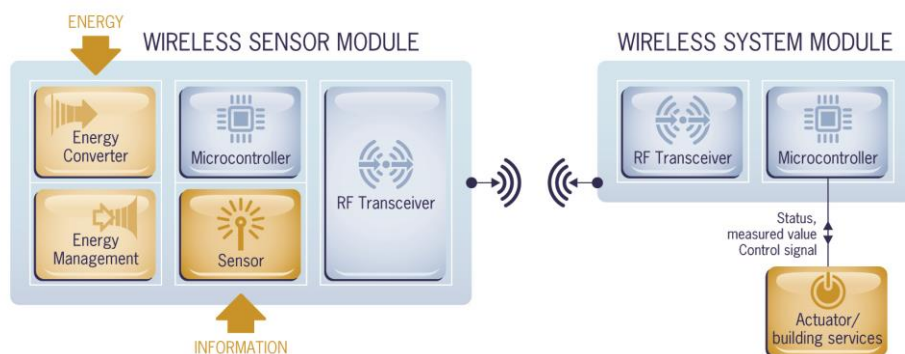 ENERGY
WIRELESS SENSOR MODULE
Energy
Converter
Microcontroller
RF Transceiver
Energy
Management
Sensor
INFORMATION
WIRELESS SYSTEM MODULE
RF Transceiver
Microcontroller
Status,
measured value
Control signal
Actuator/
building services